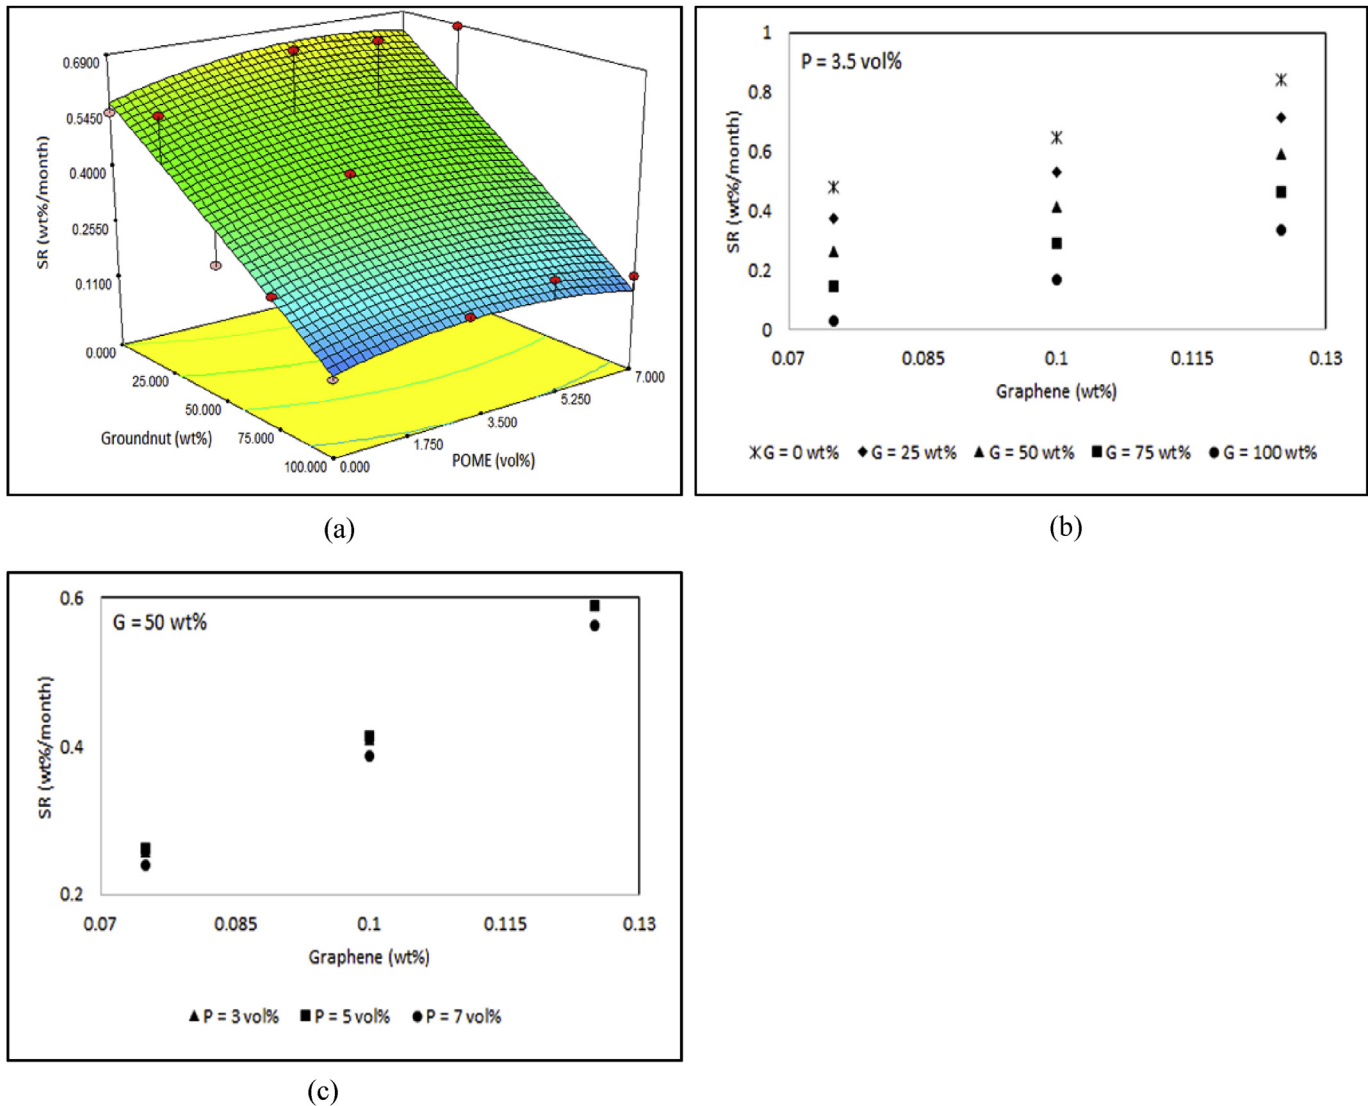 0.6900
0.5450
0.4000
0.2550
0.1100
SR (wt%/month)
0.000
25.000
50.000
75.000
100.000
Groundnut (wt%)
0.000
1.750
3.500
5.250
7.000
POME (vol%)
(a)
P = 3.5 vol%
1
0.8
0.6
0.4
0.2
0
SR (wt%/month)
0.07 0.085 0.1 0.115 0.13
Graphene (wt%)
G = 0 wt% G = 25 wt% G = 50 wt% G = 75 wt% G = 100 wt%
(b)
G = 50 wt%
0.6
0.4
0.2
SR (wt%/month)
0.07 0.085 0.1 0.115 0.13
Graphene (wt%)
P = 3 vol% P = 5 vol% P = 7 vol%
(c)